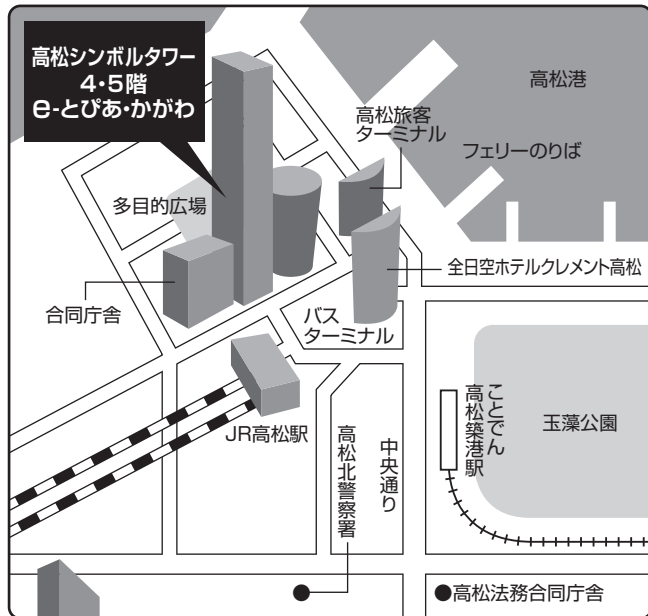 高松シンボルタワー
4・5階
e-とぴあ・かがわ
高松港
高松旅客
ターミナル
フェリーのりば
多目的広場
全日空ホテルクレメント高松
合同庁舎
バス
ターミナル
JR高松駅
高松北警察署
中央通り
ことでん
高松築港駅
玉藻公園
●高松法務合同庁舎